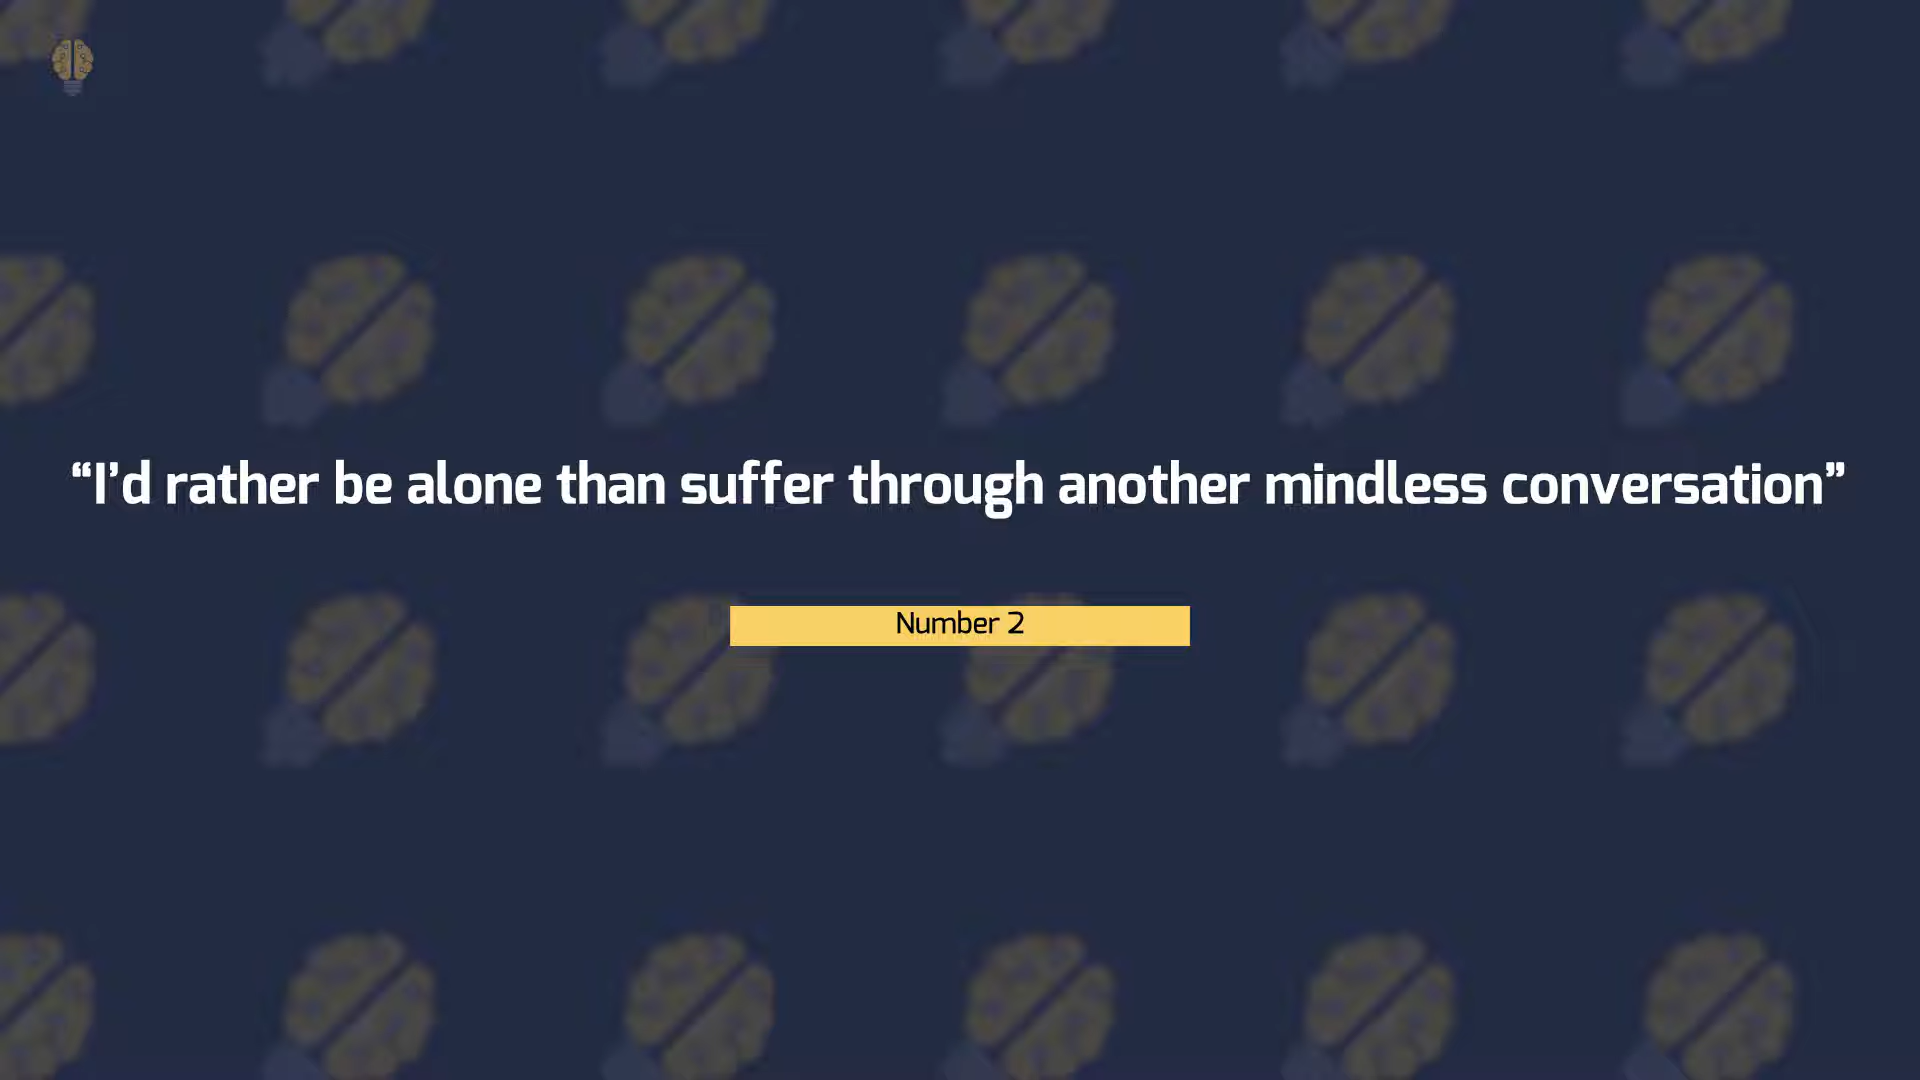 “I’d rather be alone than suffer through another mindless conversation”
Number 2